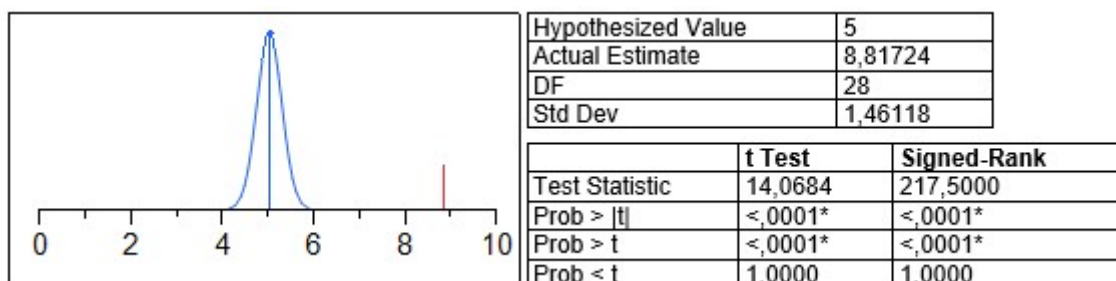 0 2 4 6 8 10
Hypothesized Value 5
Actual Estimate 8,81724
DF 28
Std Dev 1,46118
t Test Signed-Rank
Test Statistic 14,0684 217,5000
Prob > |t| <,0001* <,0001*
Prob > t <,0001* <,0001*
Prob < t 1,0000 1,0000